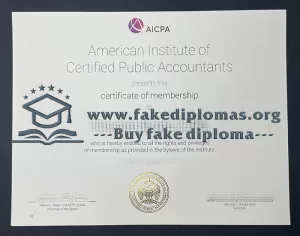 AICPA
American Institute of
Certified Public Accountants
presents this
certificate of membership
www.fakediplomas.org
---Buy fake diploma---
who is hereby entitled to all the rights and privileges
of membership as provided in the bylaws of the Institute.